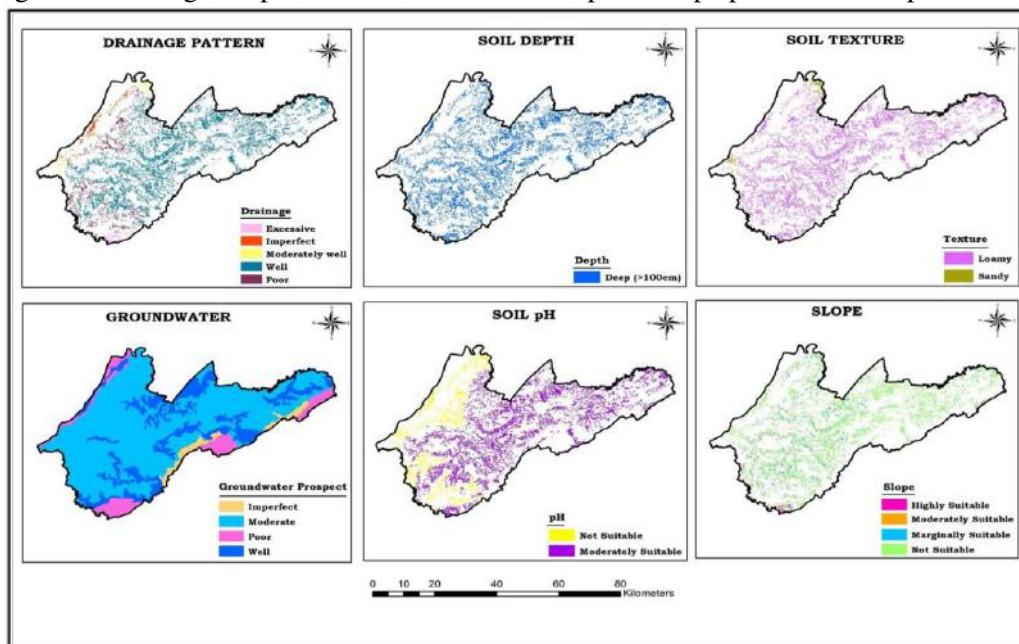 DRAINAGE PATTERN
Drainage
Excessive
Imperfect
Moderately well
Well
Poor
SOIL DEPTH
Depth
Deep (>100cm)
SOIL TEXTURE
Texture
Loamy
Sandy
GROUNDWATER
Groundwater Prospect
Imperfect
Moderate
Poor
Well
SOIL pH
pH
Not Suitable
Moderately Suitable
SLOPE
Slope
Highly Suitable
Moderately Suitable
Marginally Suitable
Not Suitable
0 5 10 20 40 60 80
Kilometers